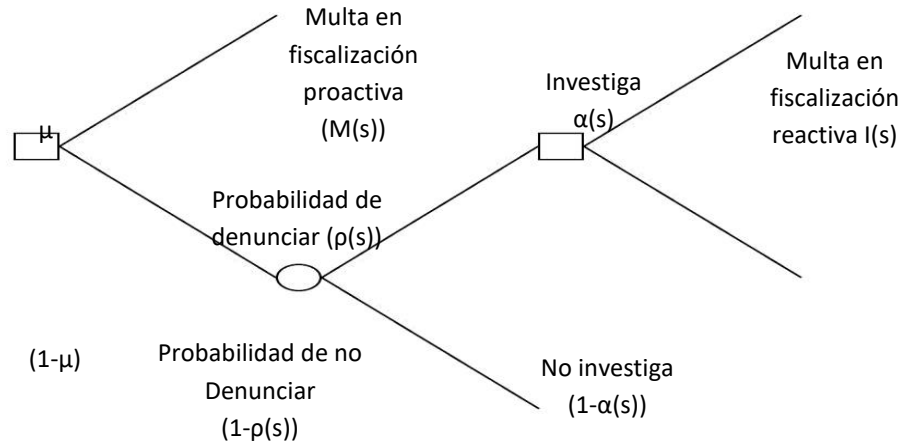 Multa en
fiscalización
proactiva
(M(s))
Investiga
α(s)
Multa en
fiscalización
reactiva I(s)
μ
Probabilidad de
denunciar (ρ(s))
(1-μ)
Probabilidad de no
Denunciar
(1-ρ(s))
No investiga
(1-α(s))